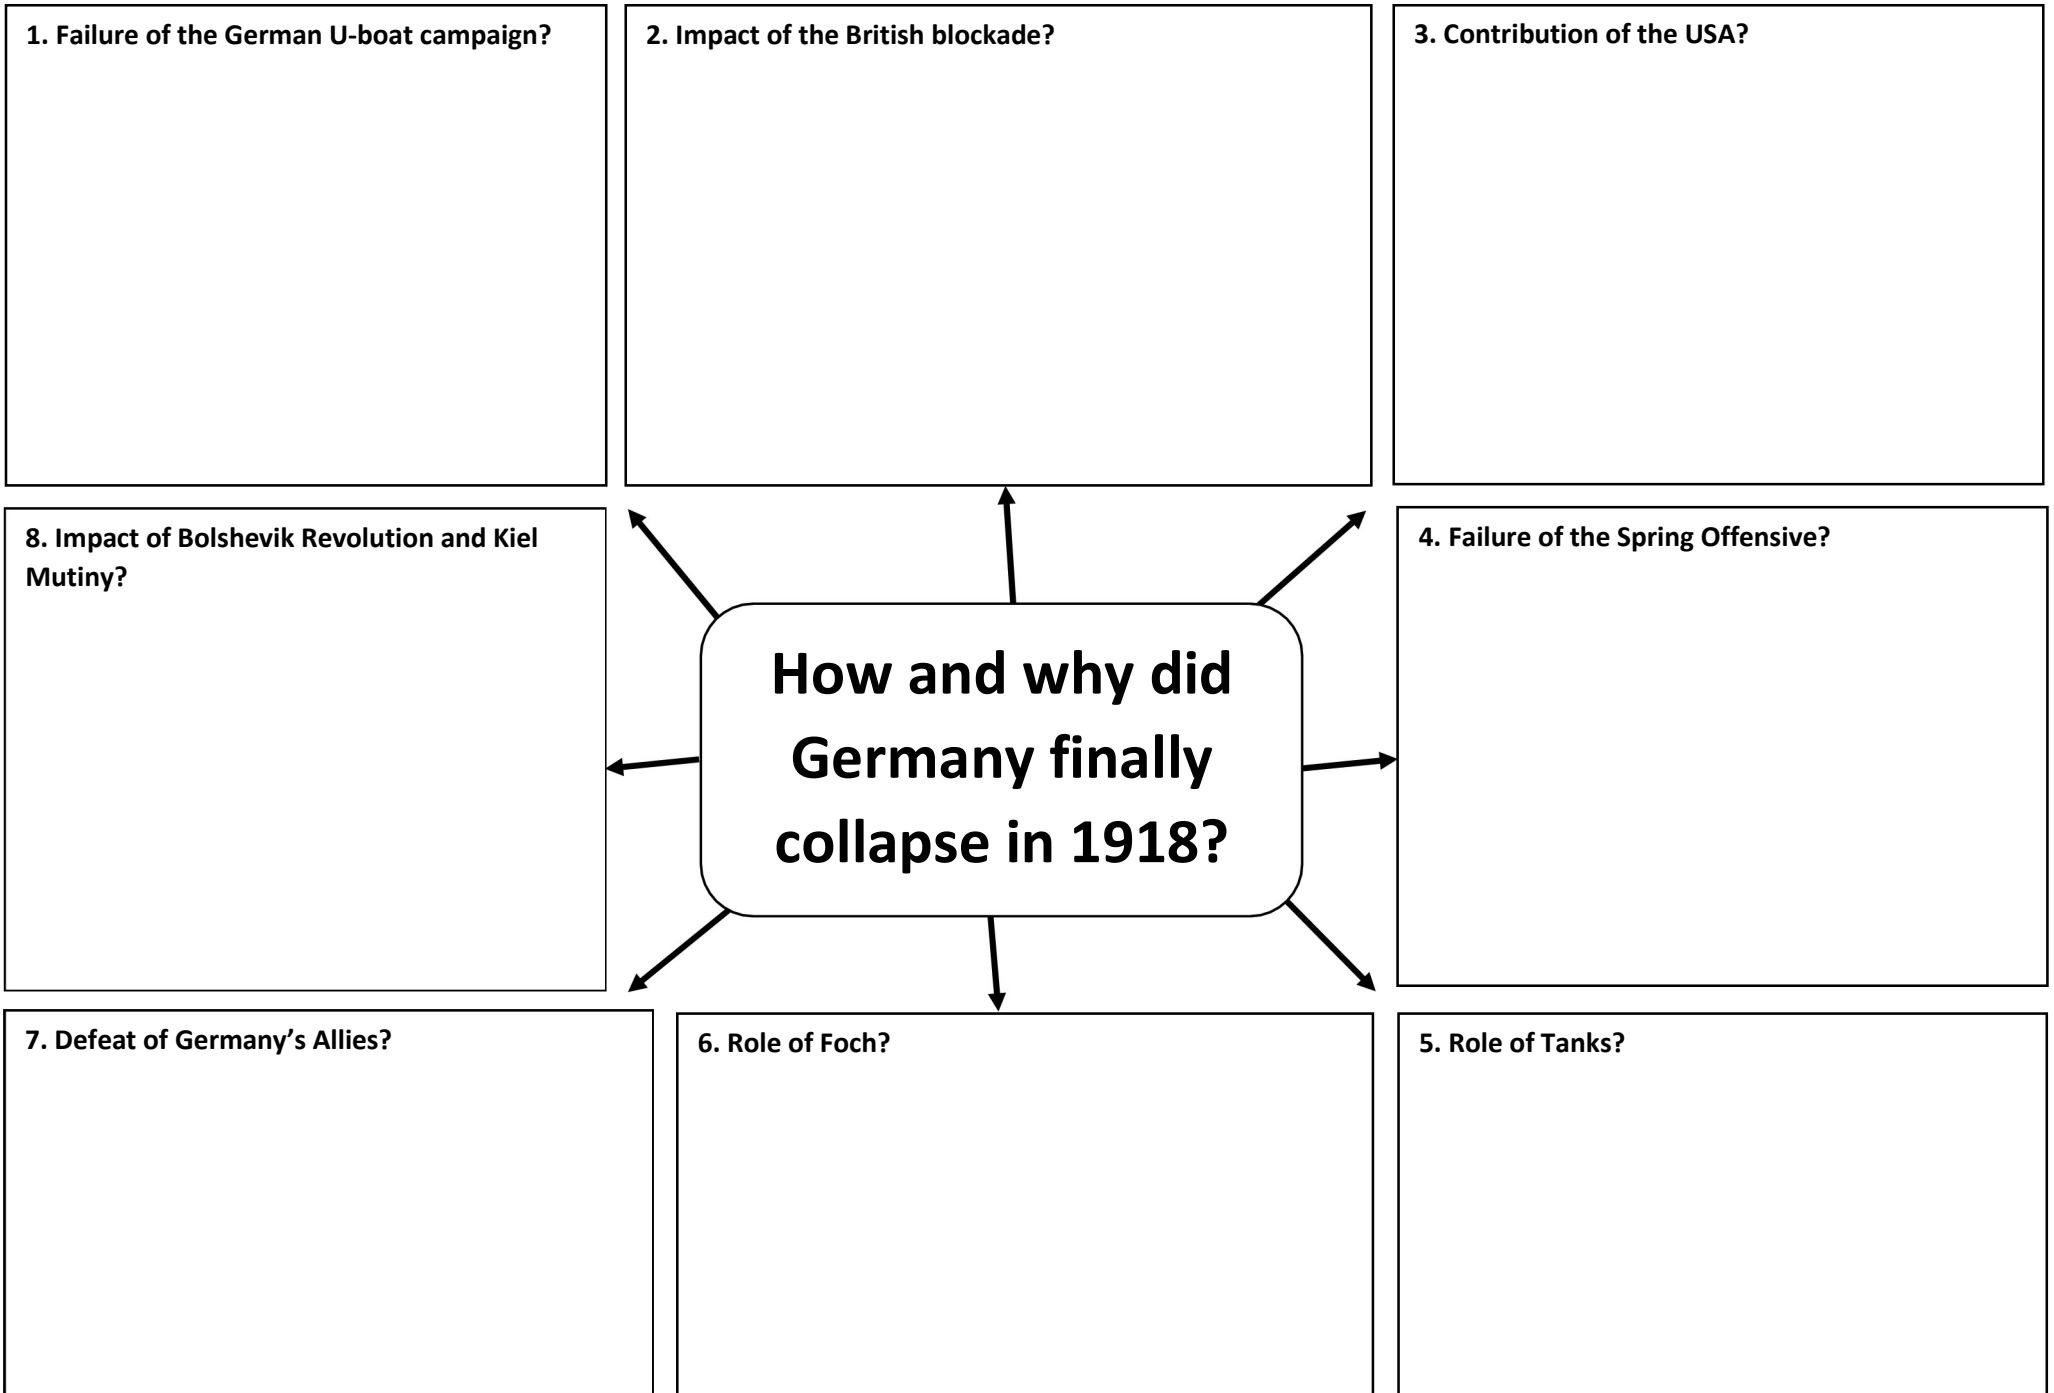 1. Failure of the German U-boat campaign?
2. Impact of the British blockade?
3. Contribution of the USA?
8. Impact of Bolshevik Revolution and Kiel
Mutiny?
How and why did
Germany finally
collapse in 1918?
4. Failure of the Spring Offensive?
7. Defeat of Germany’s Allies?
6. Role of Foch?
5. Role of Tanks?